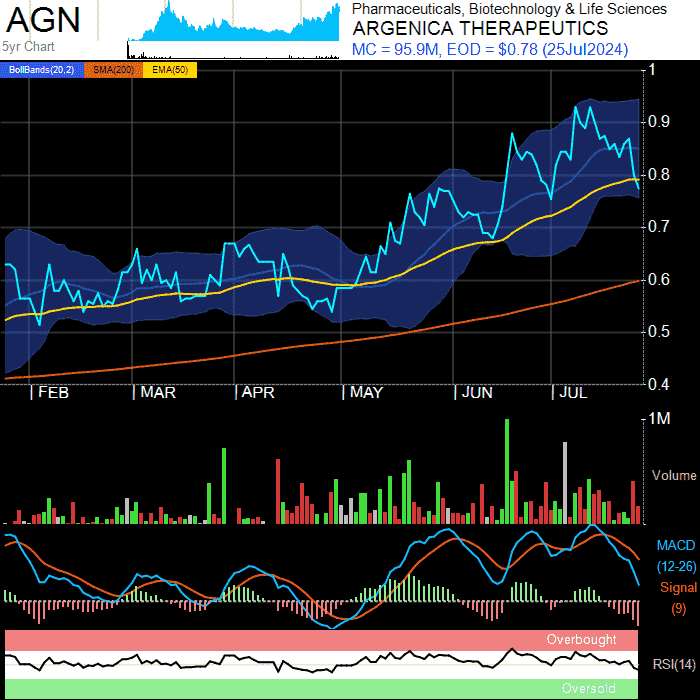 AGN
5yr Chart
Pharmaceuticals, Biotechnology & Life Sciences
ARGENICA THERAPEUTICS
MC = 95.9M, EOD = $0.78 (25Jul2024)
BollBands(20,2) SMA(200) EMA(50)
1
0.9
0.8
0.7
0.6
0.5
0.4
FEB MAR APR MAY JUN JUL
1M
Volume
MACD
(12-26)
Signal
(9)
Overbought
RSI(14)
Oversold